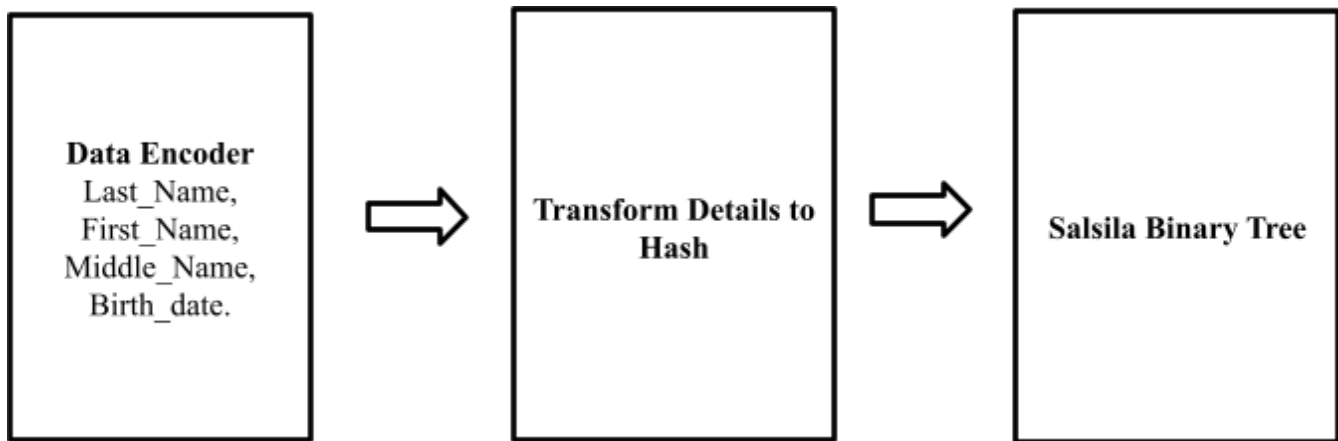 Data Encoder
Last_Name,
First_Name,
Middle_Name,
Birth_date.
Transform Details to
Hash
Salsila Binary Tree